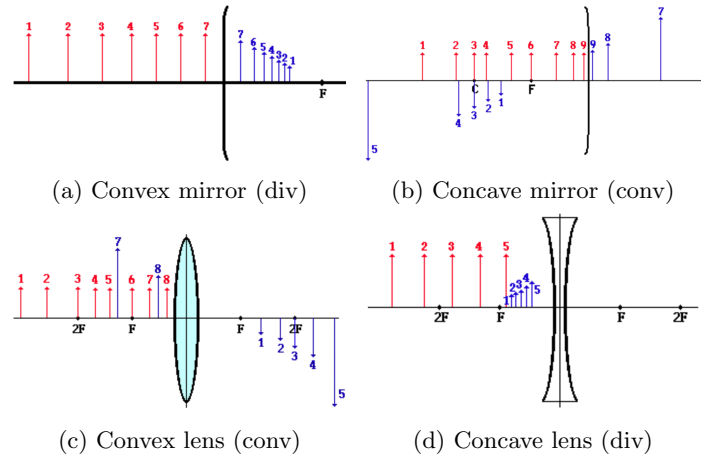 1 2 3 4 5 6 7
7 6 5 4 3 2 1
F
(a) Convex mirror (div)
7
1 2 3 4 5 6 7 8 9 9 8
C F
4 3 2 1
5
(b) Concave mirror (conv)
7
1 2 3 4 5 6 7 8 8
2F F F 2F
1 2 3 4
5
(c) Convex lens (conv)
1 2 3 4 5
1 2 3 4 5
2F F F 2F
(d) Concave lens (div)